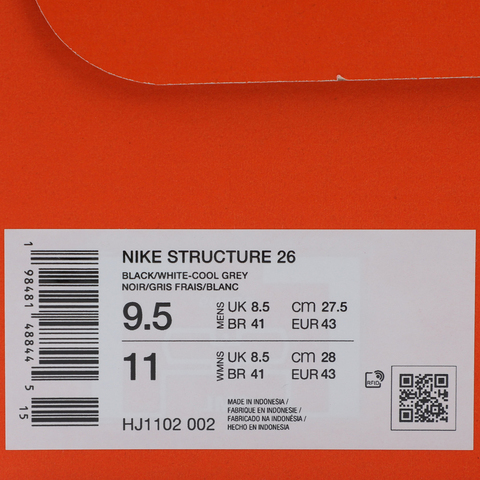 NIKE STRUCTURE 26
BLACK/WHITE-COOL GREY
NOIR/GRIS FRAIS/BLANC
9.5 MENS UK 8.5 cm 27.5
BR 41 EUR 43
11 WMNS UK 8.5 cm 28
BR 41 EUR 43
HJ1102 002
MADE IN INDONESIA /
FABRIQUE EN INDONESIE /
FABRICADO NA INDONÉSIA /
HECHO EN INDONESIA
RFID
1 98481 48844 5 15